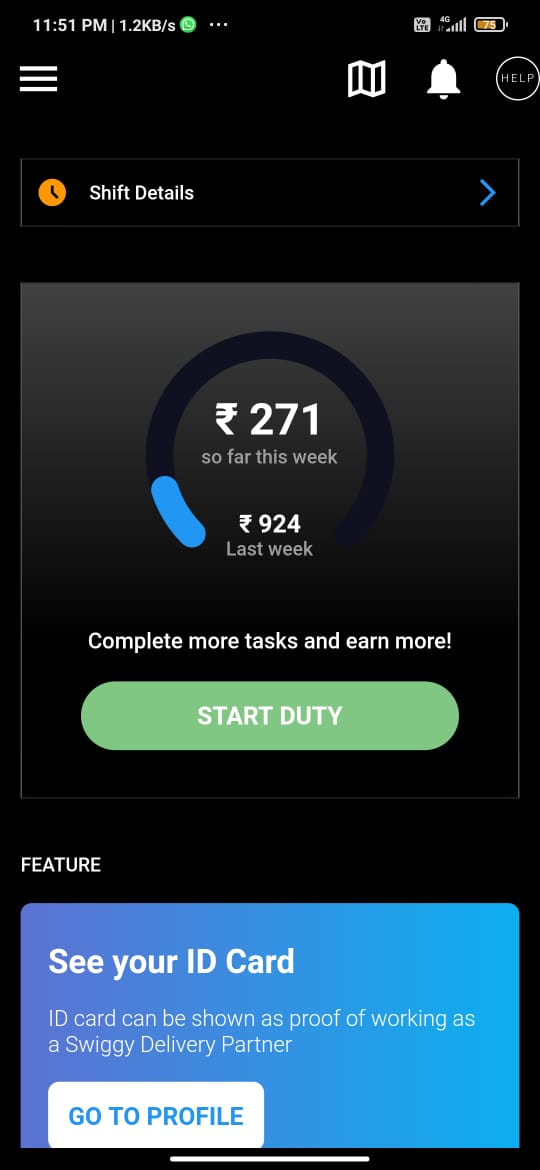 11:51 PM | 1.2KB/s ...
Vo LTE 4G 75
HELP
Shift Details
₹ 271
so far this week
₹ 924
Last week
Complete more tasks and earn more!
START DUTY
FEATURE
See your ID Card
ID card can be shown as proof of working as
a Swiggy Delivery Partner
GO TO PROFILE